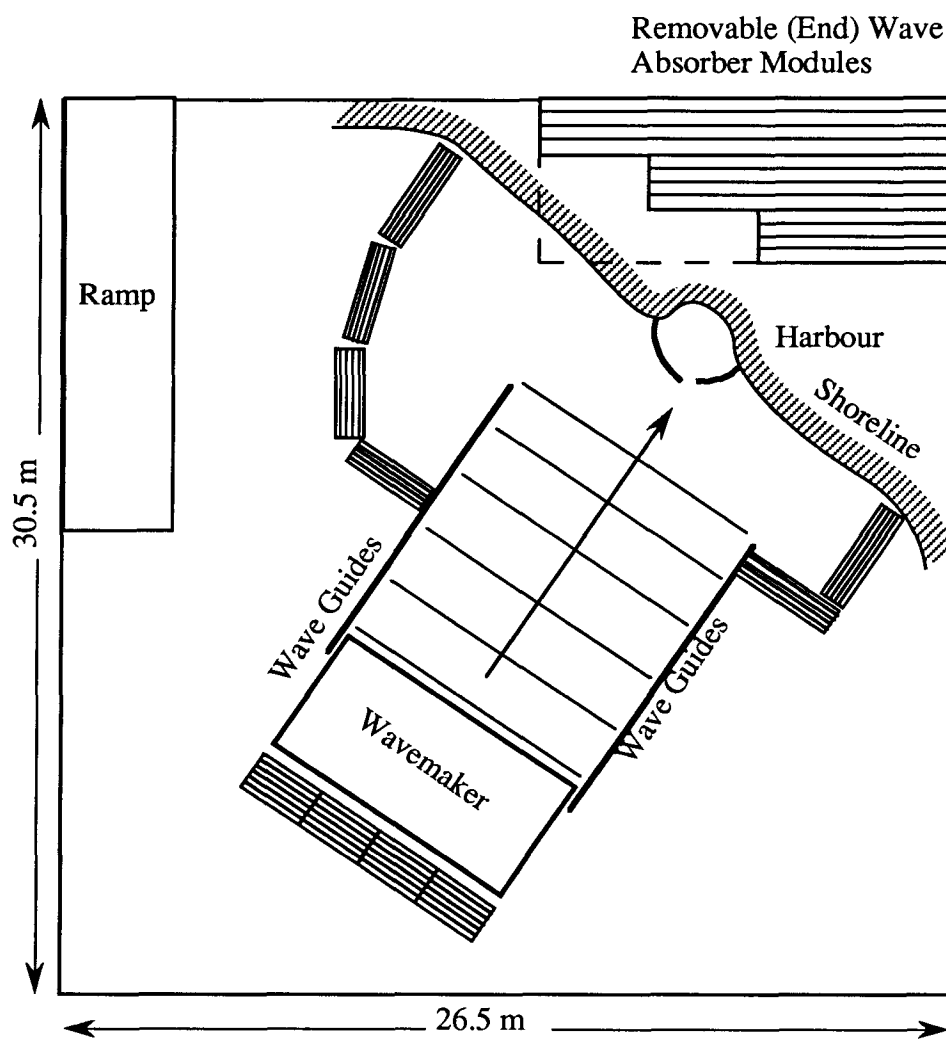 Removable (End) Wave
Absorber Modules
Ramp
Harbour
Shoreline
30.5 m
Wave Guides
Wave Guides
Wavemaker
26.5 m